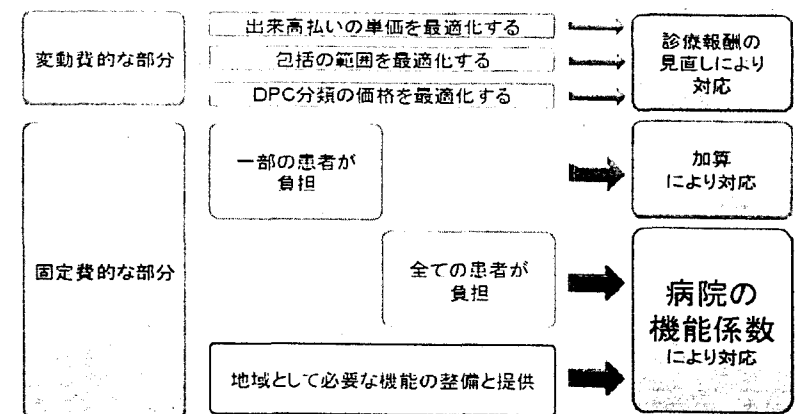 変動費的な部分
出来高払いの単価を最適化する
包括の範囲を最適化する
DPC分類の価格を最適化する
診療報酬の
見直しにより
対応
固定費的な部分
一部の患者が
負担
加算
により対応
全ての患者が
負担
地域として必要な機能の整備と提供
病院の
機能係数
により対応